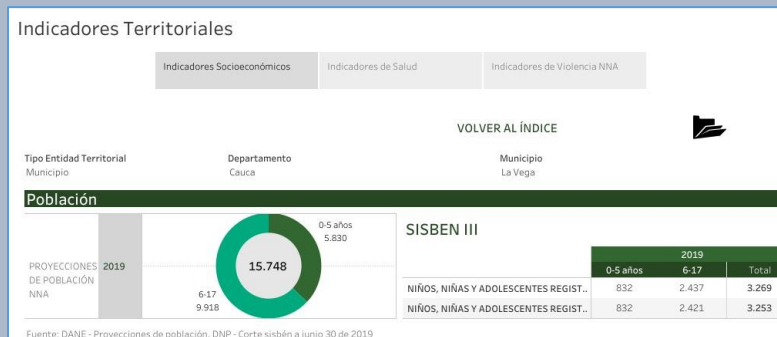 Indicadores Territoriales
Indicadores Socioeconómicos Indicadores de Salud Indicadores de Violencia NNA
VOLVER AL ÍNDICE
Tipo Entidad Territorial Departamento Municipio
Municipio Cauca La Vega
Población
PROYECCIONES DE POBLACIÓN NNA
2019
0-5 años
5.830
15.748
6-17
9.918
SISBEN III
2019
0-5 años 6-17 Total
NIÑOS, NIÑAS Y ADOLESCENTES REGIST.. 832 2.437 3.269
NIÑOS, NIÑAS Y ADOLESCENTES REGIST.. 832 2.421 3.253
Fuente: DANE - Proyecciones de población, DNP - Corte sisbén a junio 30 de 2019